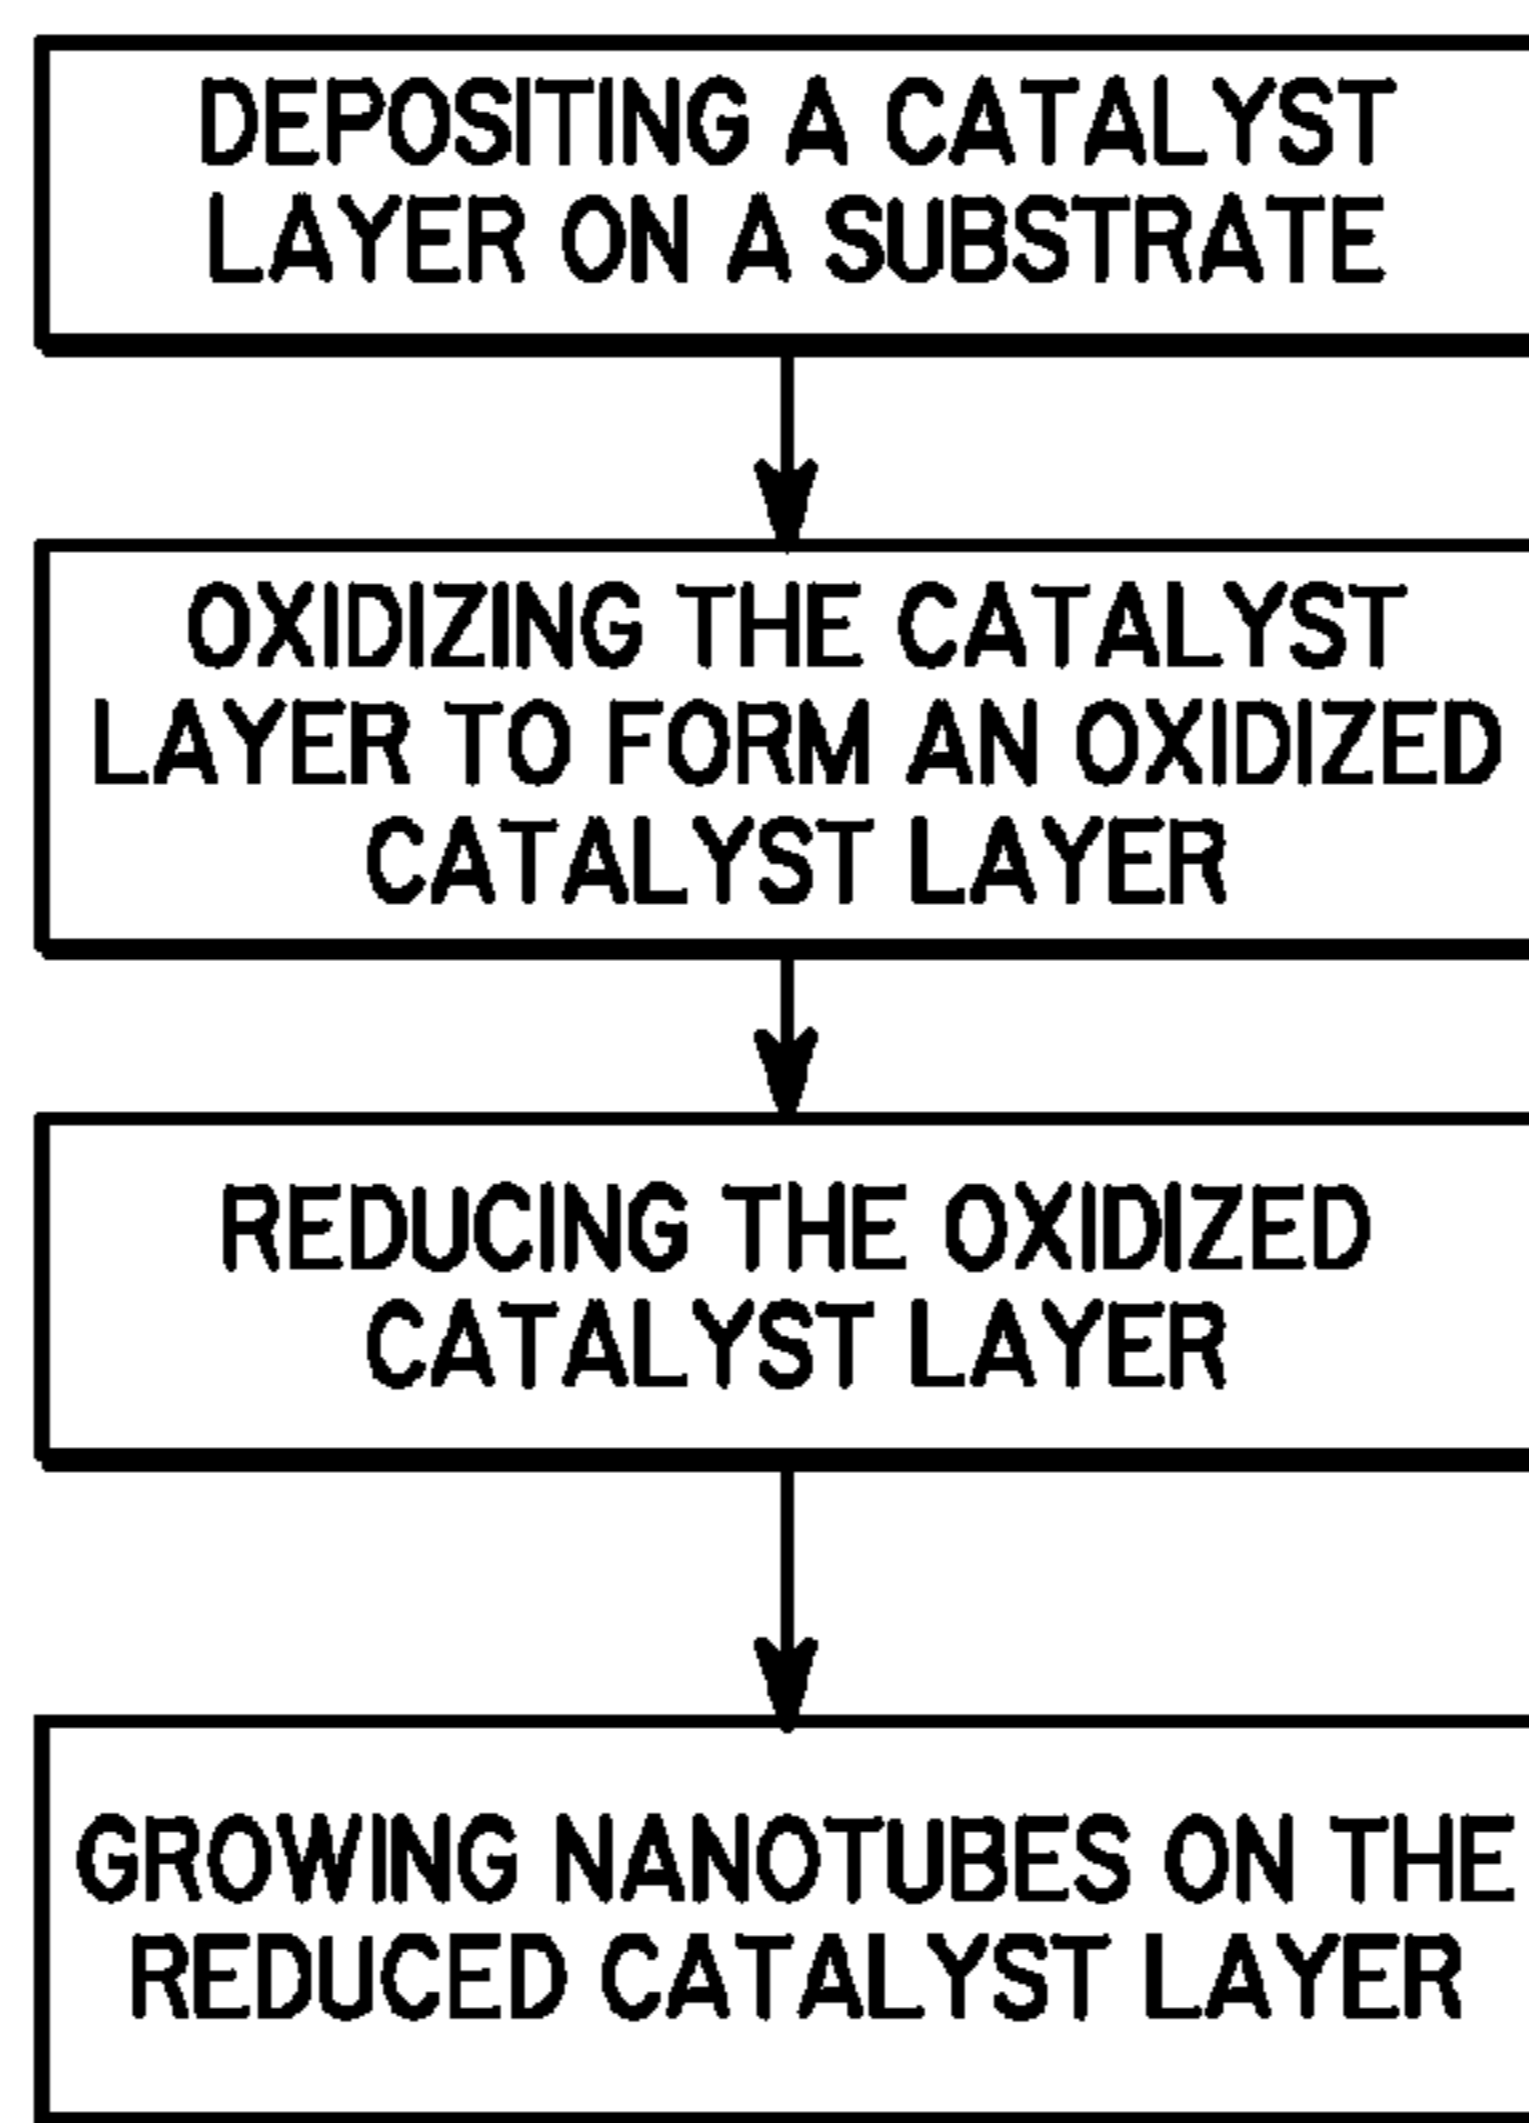 DEPOSITING A CATALYST
LAYER ON A SUBSTRATE
OXIDIZING THE CATALYST
LAYER TO FORM AN OXIDIZED
CATALYST LAYER
REDUCING THE OXIDIZED
CATALYST LAYER
GROWING NANOTUBES ON THE
REDUCED CATALYST LAYER